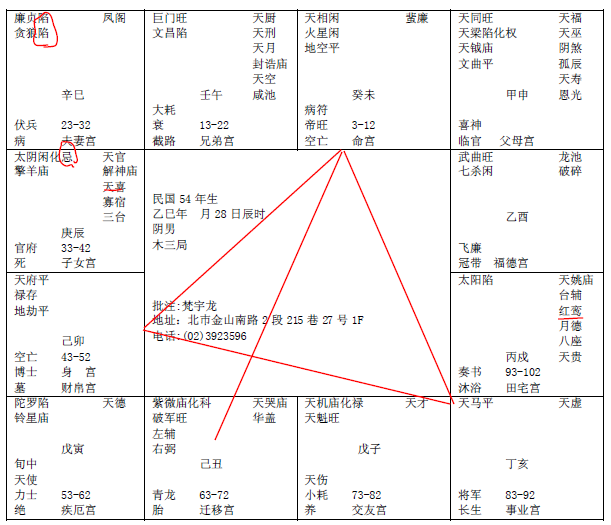 廉贞陷 凤阁
贪狼陷
辛巳
伏兵 23-32
病 夫妻宫
巨门旺 天厨
文昌陷 天刑
天月
封诰庙
天空
咸池
壬午
大耗
衰 13-22
截路 兄弟宫
天相闲 蜚廉
火星闲
地空平
癸未
病符
帝旺 3-12
空亡 命宫
天同旺 天福
天梁陷化权 天巫
天钺庙 阴煞
文曲平 孤辰
天寿
甲申 恩光
喜神
临官 父母宫
太阴闲化忌 天官
擎羊庙 解神庙
天喜
寡宿
三台
庚辰
官府 33-42
死 子女宫
民国 54 年生
乙巳年 月 28 日辰时
阴男
木三局
批注:梵宇龙
地址: 北市金山南路 2 段 215 巷 27 号 1F
电话:(02)3923596
武曲旺 龙池
七杀闲 破碎
乙西
飞廉
冠带 福德宫
天府平
禄存
地劫平
己卯
空亡 43-52
博士 身 宫
墓 财帛宫
太阳陷 天姚庙
台辅
红鸾
月德
八座
丙戌 天贵
奏书 93-102
沐浴 田宅宫
陀罗陷 天德
铃星庙
戊寅
旬中
天使
力士 53-62
绝 疾厄宫
紫微庙化科 天哭庙
破军旺 华盖
左辅
右弼
己丑
青龙 63-72
胎 迁移宫
天机庙化禄 天才
天魁旺
戊子
天伤
小耗 73-82
养 交友宫
天马平 天虚
丁亥
将军 83-92
长生 事业宫